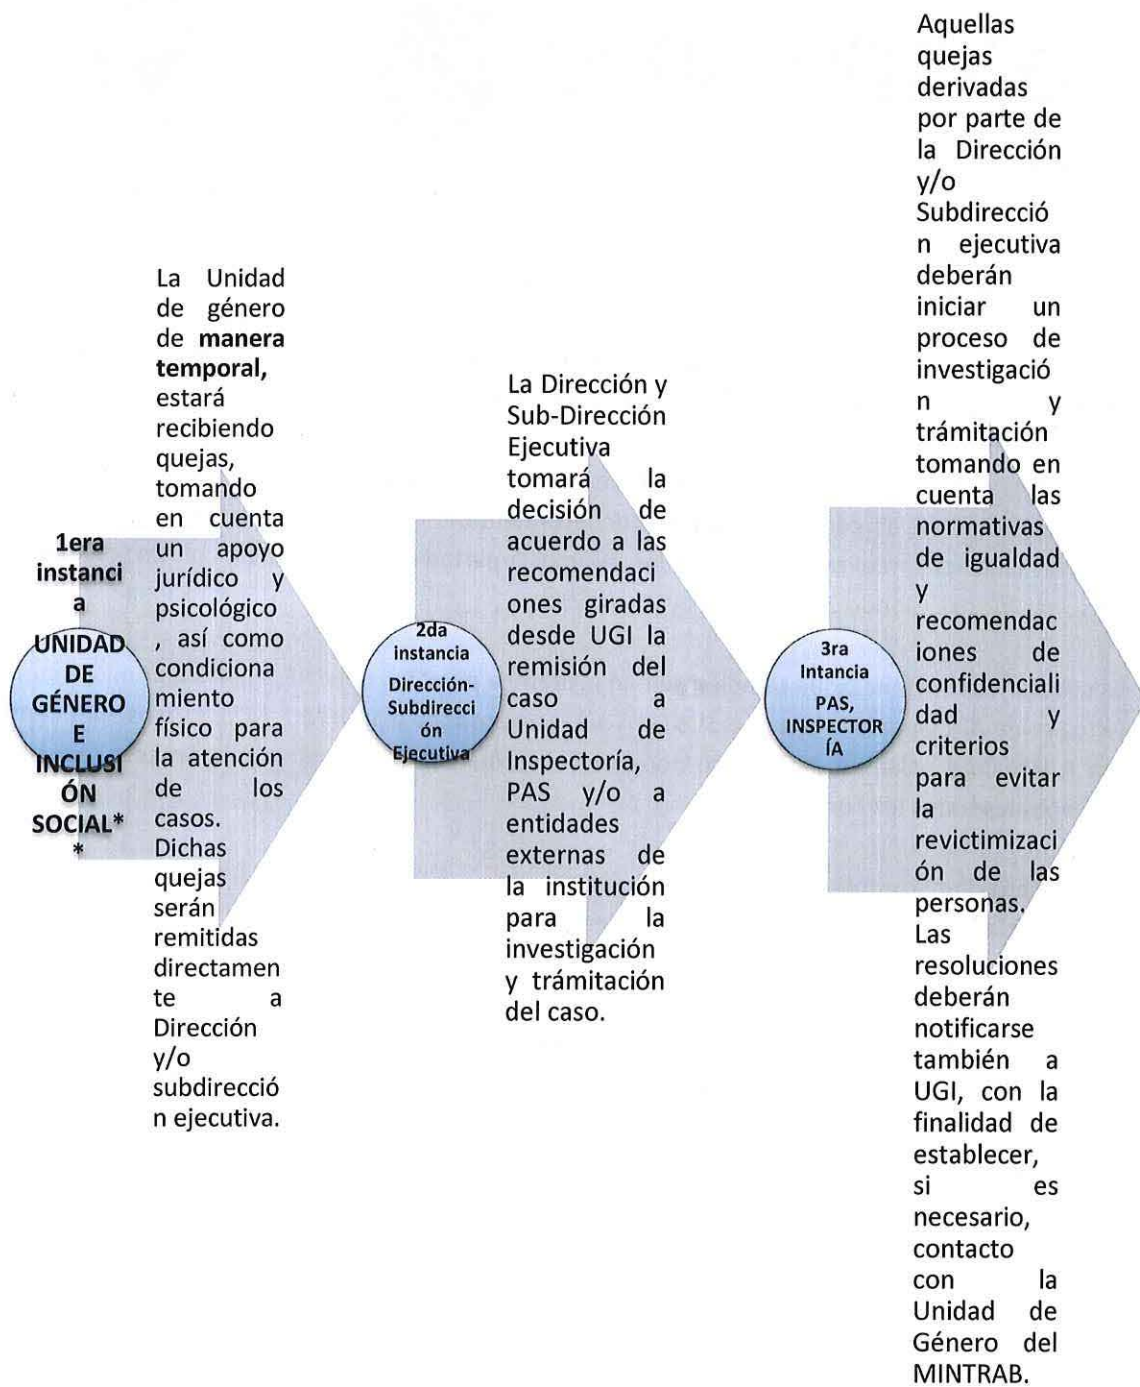 1era
instanci
a
UNIDAD
DE
GÉNERO
E
INCLUSI
ÓN
SOCIAL*
*
La Unidad
de género
de manera
temporal,
estará
recibiendo
quejas,
tomando
en cuenta
un apoyo
jurídico y
psicológico
, así como
condiciona
miento
físico para
la atención
de los
casos.
Dichas
quejas
serán
remitidas
directamen
te a
Dirección
y/o
subdirecció
n ejecutiva.
2da
instancia
Dirección-
Subdirecci
ón
Ejecutiva
La Dirección y
Sub-Dirección
Ejecutiva
tomará la
decisión de
acuerdo a las
recomendaci
ones giradas
desde UGI la
remisión del
caso a
Unidad de
Inspectoría,
PAS y/o a
entidades
externas de
la institución
para la
investigación
y trámitación
del caso.
3ra
Intancia
PAS,
INSPECTOR
ÍA
Aquellas
quejas
derivadas
por parte de
la Dirección
y/o
Subdirecció
n ejecutiva
deberán
iniciar un
proceso de
investigació
n y
trámitación
tomando en
cuenta las
normativas
de igualdad
y
recomendac
iones de
confidenciali
dad y
criterios
para evitar
la
revictimizaci
ón de las
personas.
Las
resoluciones
deberán
notificarse
también a
UGI, con la
finalidad de
establecer,
si es
necesario,
contacto
con la
Unidad de
Género del
MINTRAB.